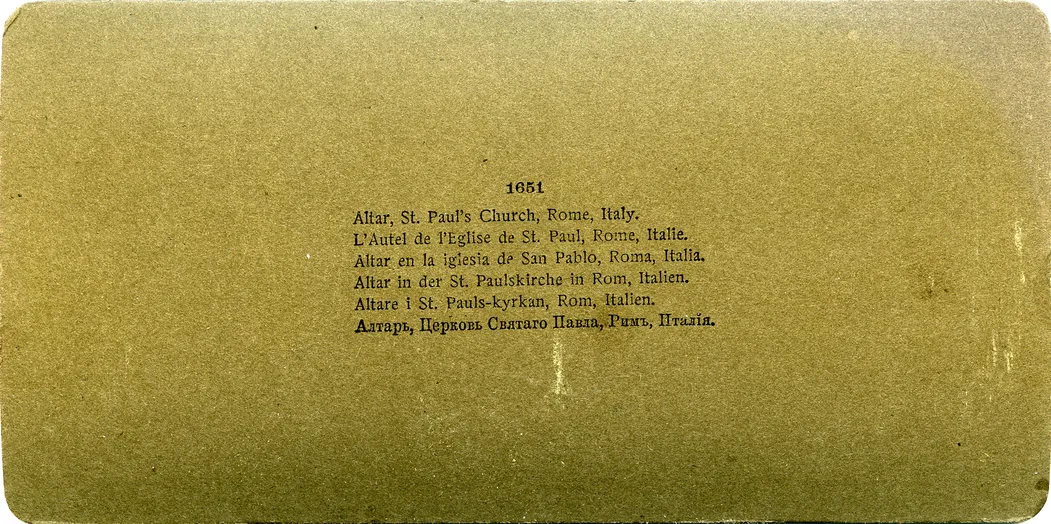 1651
Altar, St. Paul's Church, Rome, Italy.
L'Autel de l'Eglise de St. Paul, Rome, Italie.
Altar en la iglesia de San Pablo, Roma, Italia.
Altar in der St. Paulskirche in Rom, Italien.
Altare i St. Pauls-kyrkan, Rom, Italien.
Алтарь, Церковь Святаго Павла, Римъ, Италія.